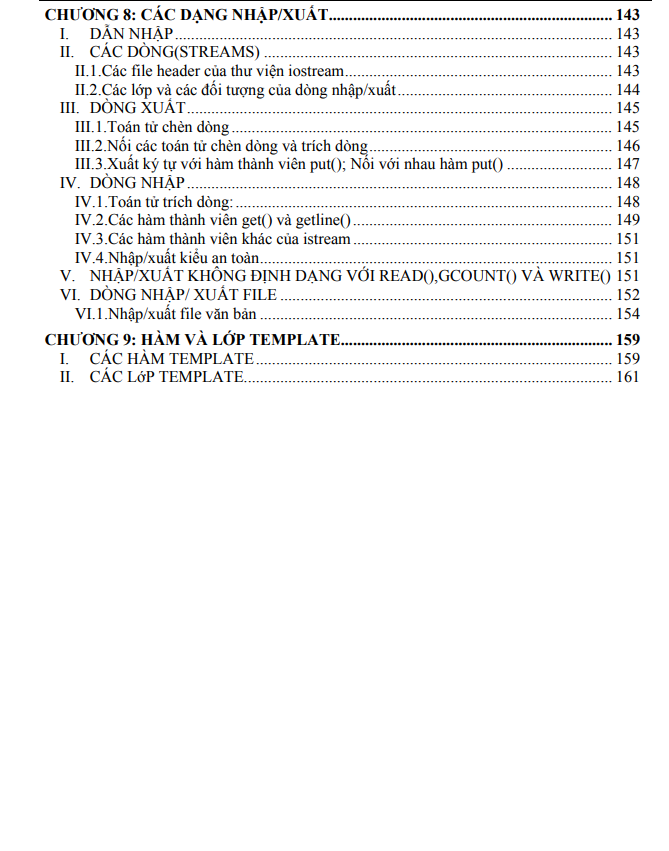 CHƯƠNG 8: CÁC DẠNG NHẬP/XUẤT..................................................................... 143
I. DẪN NHẬP............................................................................................................ 143
II. CÁC DÒNG(STREAMS) ...................................................................................... 143
II.1.Các file header của thư viện iostream.................................................................. 143
II.2.Các lớp và các đối tượng của dòng nhập/xuất..................................................... 144
III. DÒNG XUẤT......................................................................................................... 145
III.1.Toán tử chèn dòng.............................................................................................. 145
III.2.Nối các toán tử chèn dòng và trích dòng............................................................ 146
III.3.Xuất ký tự với hàm thành viên put(); Nối với nhau hàm put() .......................... 147
IV. DÒNG NHẬP......................................................................................................... 148
IV.1.Toán tử trích dòng:............................................................................................. 148
IV.2.Các hàm thành viên get() và getline()................................................................ 149
IV.3.Các hàm thành viên khác của istream ................................................................ 151
IV.4.Nhập/xuất kiểu an toàn....................................................................................... 151
V. NHẬP/XUẤT KHÔNG ĐỊNH DẠNG VỚI READ(),GCOUNT() VÀ WRITE() 151
VI. DÒNG NHẬP/ XUẤT FILE .................................................................................. 152
VI.1.Nhập/xuất file văn bản ....................................................................................... 154
CHƯƠNG 9: HÀM VÀ LỚP TEMPLATE.................................................................. 159
I. CÁC HÀM TEMPLATE........................................................................................ 159
II. CÁC LớP TEMPLATE........................................................................................... 161